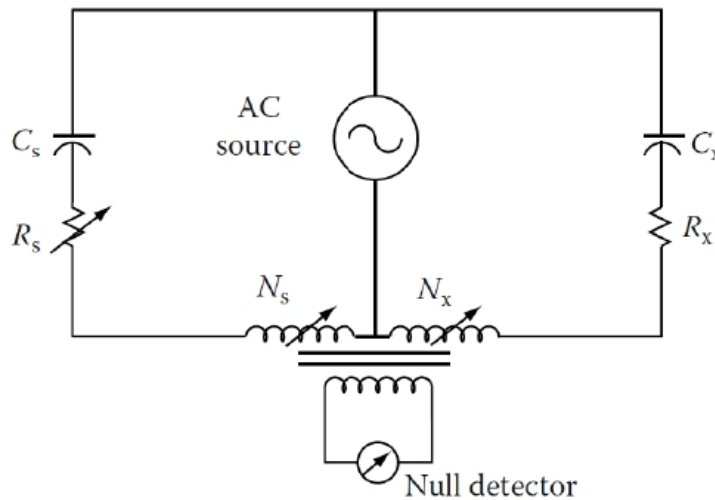 AC
source
Cs
Cx
Rs
Rx
Ns
Nx
Null detector